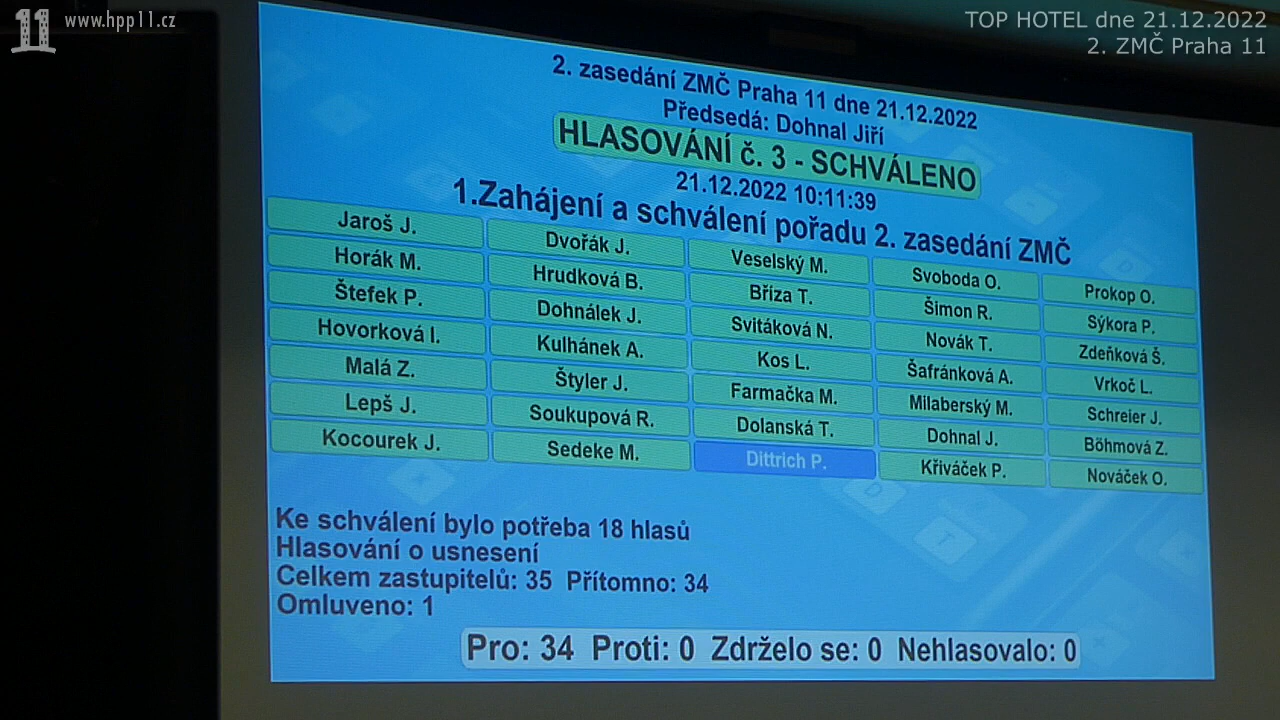 11 www.hpp11.cz
TOP HOTEL dne 21.12.2022
2. ZMČ Praha 11
2. zasedání ZMČ Praha 11 dne 21.12.2022
Předsedá: Dohnal Jiří
HLASOVÁNÍ č. 3 - SCHVÁLENO
21.12.2022 10:11:39
1.Zahájení a schválení pořadu 2. zasedání ZMČ
Jaroš J. Dvořák J. Veselský M. Svoboda O. Prokop O.
Horák M. Hrudková B. Bříza T. Šimon R. Sýkora P.
Štefek P. Dohnálek J. Svitáková N. Novák T. Zdeňková Š.
Hovorková I. Kulhánek A. Kos L. Šafránková A. Vrkoč L.
Malá Z. Štyler J. Farmačka M. Milaberský M. Schreier J.
Lepš J. Soukupová R. Dolanská T. Dohnal J. Böhmová Z.
Kocourek J. Sedeke M. Dittrich P. Křiváček P. Nováček O.
Ke schválení bylo potřeba 18 hlasů
Hlasování o usnesení
Celkem zastupitelů: 35 Přítomno: 34
Omluveno: 1
Pro: 34 Proti: 0 Zdrželo se: 0 Nehlasovalo: 0